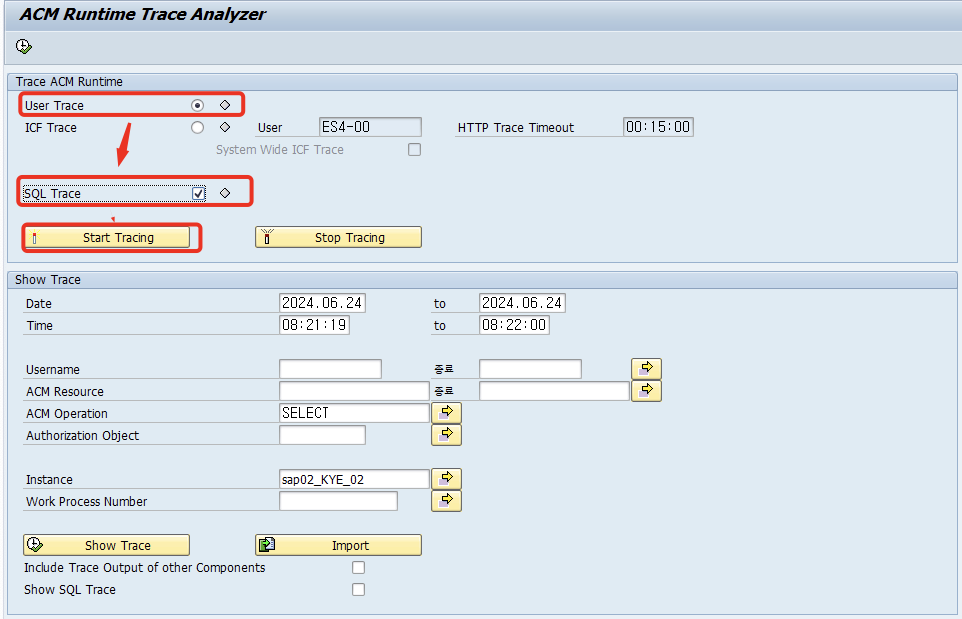 ACM Runtime Trace Analyzer
Trace ACM Runtime
User Trace
ICF Trace User ES4-00 HTTP Trace Timeout 00:15:00
System Wide ICF Trace
SQL Trace
Start Tracing Stop Tracing
Show Trace
Date 2024.06.24 to 2024.06.24
Time 08:21:19 to 08:22:00
Username 종료
ACM Resource 종료
ACM Operation SELECT
Authorization Object
Instance sap02_KYE_02
Work Process Number
Show Trace Import
Include Trace Output of other Components
Show SQL Trace